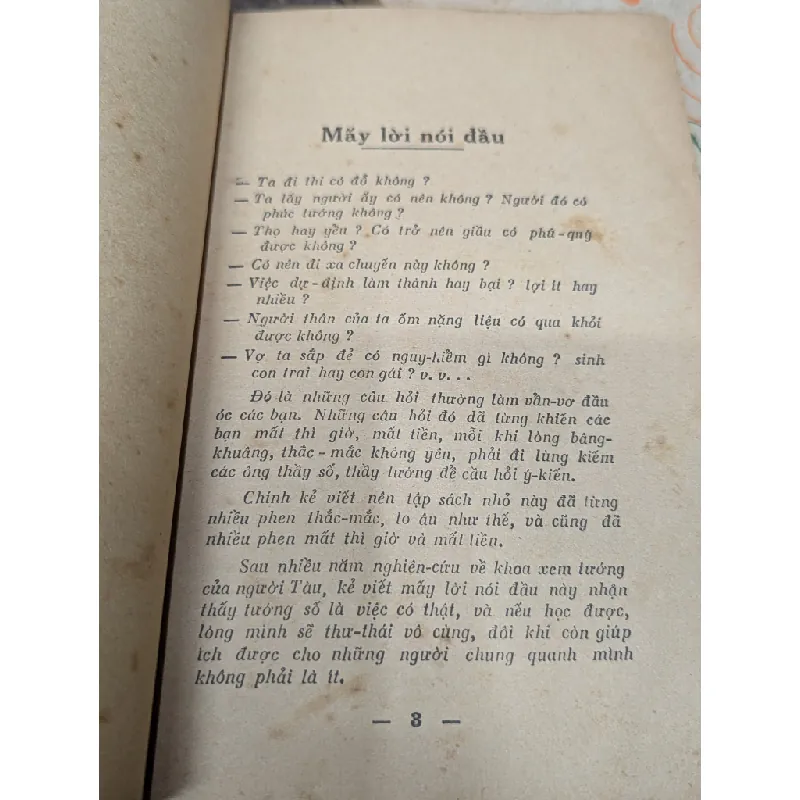 Mấy lời nói đầu
— Ta đi thi có đỗ không ?
— Ta lấy người ấy có nên không ? Người đó có
phúc tướng không ?
— Thọ hay yểu ? Có trở nên giầu có phú-quý
được không ?
— Có nên đi xa chuyến này không ?
— Việc dự-định làm thành hay bại ? lợi ít hay
nhiều ?
— Người thân của ta ốm nặng liệu có qua khỏi
được không ?
— Vợ ta sắp đẻ có nguy-hiểm gì không ? sinh
con trai hay con gái ? v. v. . .
Đó là những câu hỏi thường làm vẩn-vơ đầu
óc các bạn. Những câu hỏi đó đã từng khiến các
bạn mất thì giờ, mất tiền, mỗi khi lòng bâng-
khuâng, thắc-mắc không yên, phải đi lùng kiếm
các ông thầy số, thầy tướng để cầu hỏi ý-kiến.
Chính kẻ viết nên tập sách nhỏ này đã từng
nhiều phen thắc-mắc, lo âu như thế, và cũng đã
nhiều phen mất thì giờ và mất tiền.
Sau nhiều năm nghiên-cứu về khoa xem tướng
của người Tàu, kẻ viết mấy lời nói đầu này nhận
thấy tướng số là việc có thật, và nếu học được,
lòng mình sẽ thư-thái vô cùng, đôi khi còn giúp
ích được cho những người chung quanh mình
không phải là ít.
— 3 —